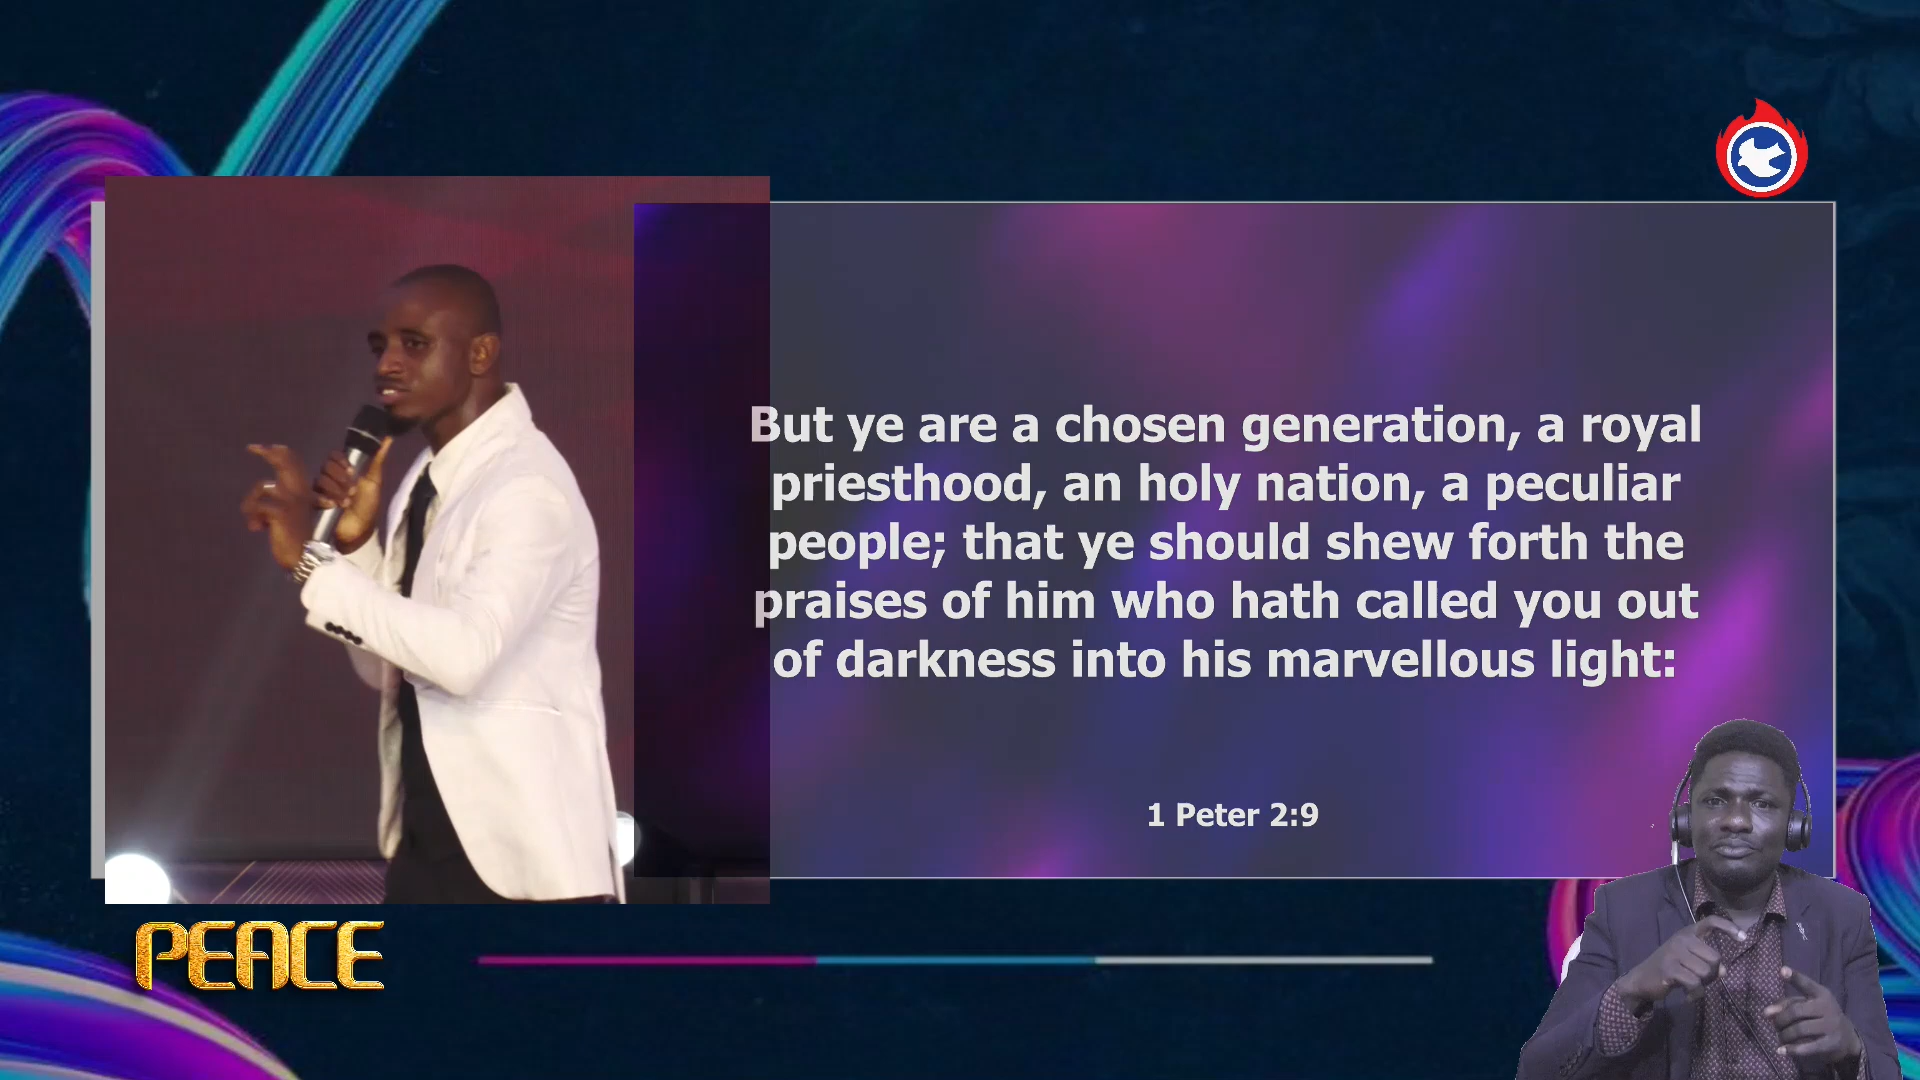 But ye are a chosen generation, a royal
priesthood, an holy nation, a peculiar
people; that ye should shew forth the
praises of him who hath called you out
of darkness into his marvellous light:
1 Peter 2:9
PEACE